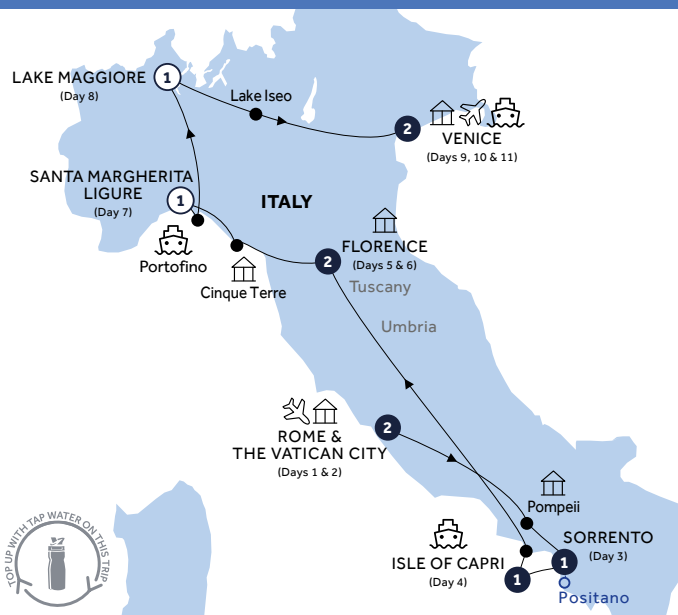 LAKE MAGGIORE
(Day 8)
1
Lake Iseo
2
VENICE
(Days 9, 10 & 11)
SANTA MARGHERITA
LIGURE
(Day 7)
1
ITALY
Portofino
Cinque Terre
2
FLORENCE
(Days 5 & 6)
Tuscany
Umbria
2
ROME &
THE VATICAN CITY
(Days 1 & 2)
Pompeii
SORRENTO
(Day 3)
1
ISLE OF CAPRI
(Day 4)
1
Positano
TOP UP WITH TAP WATER ON THIS TRIP